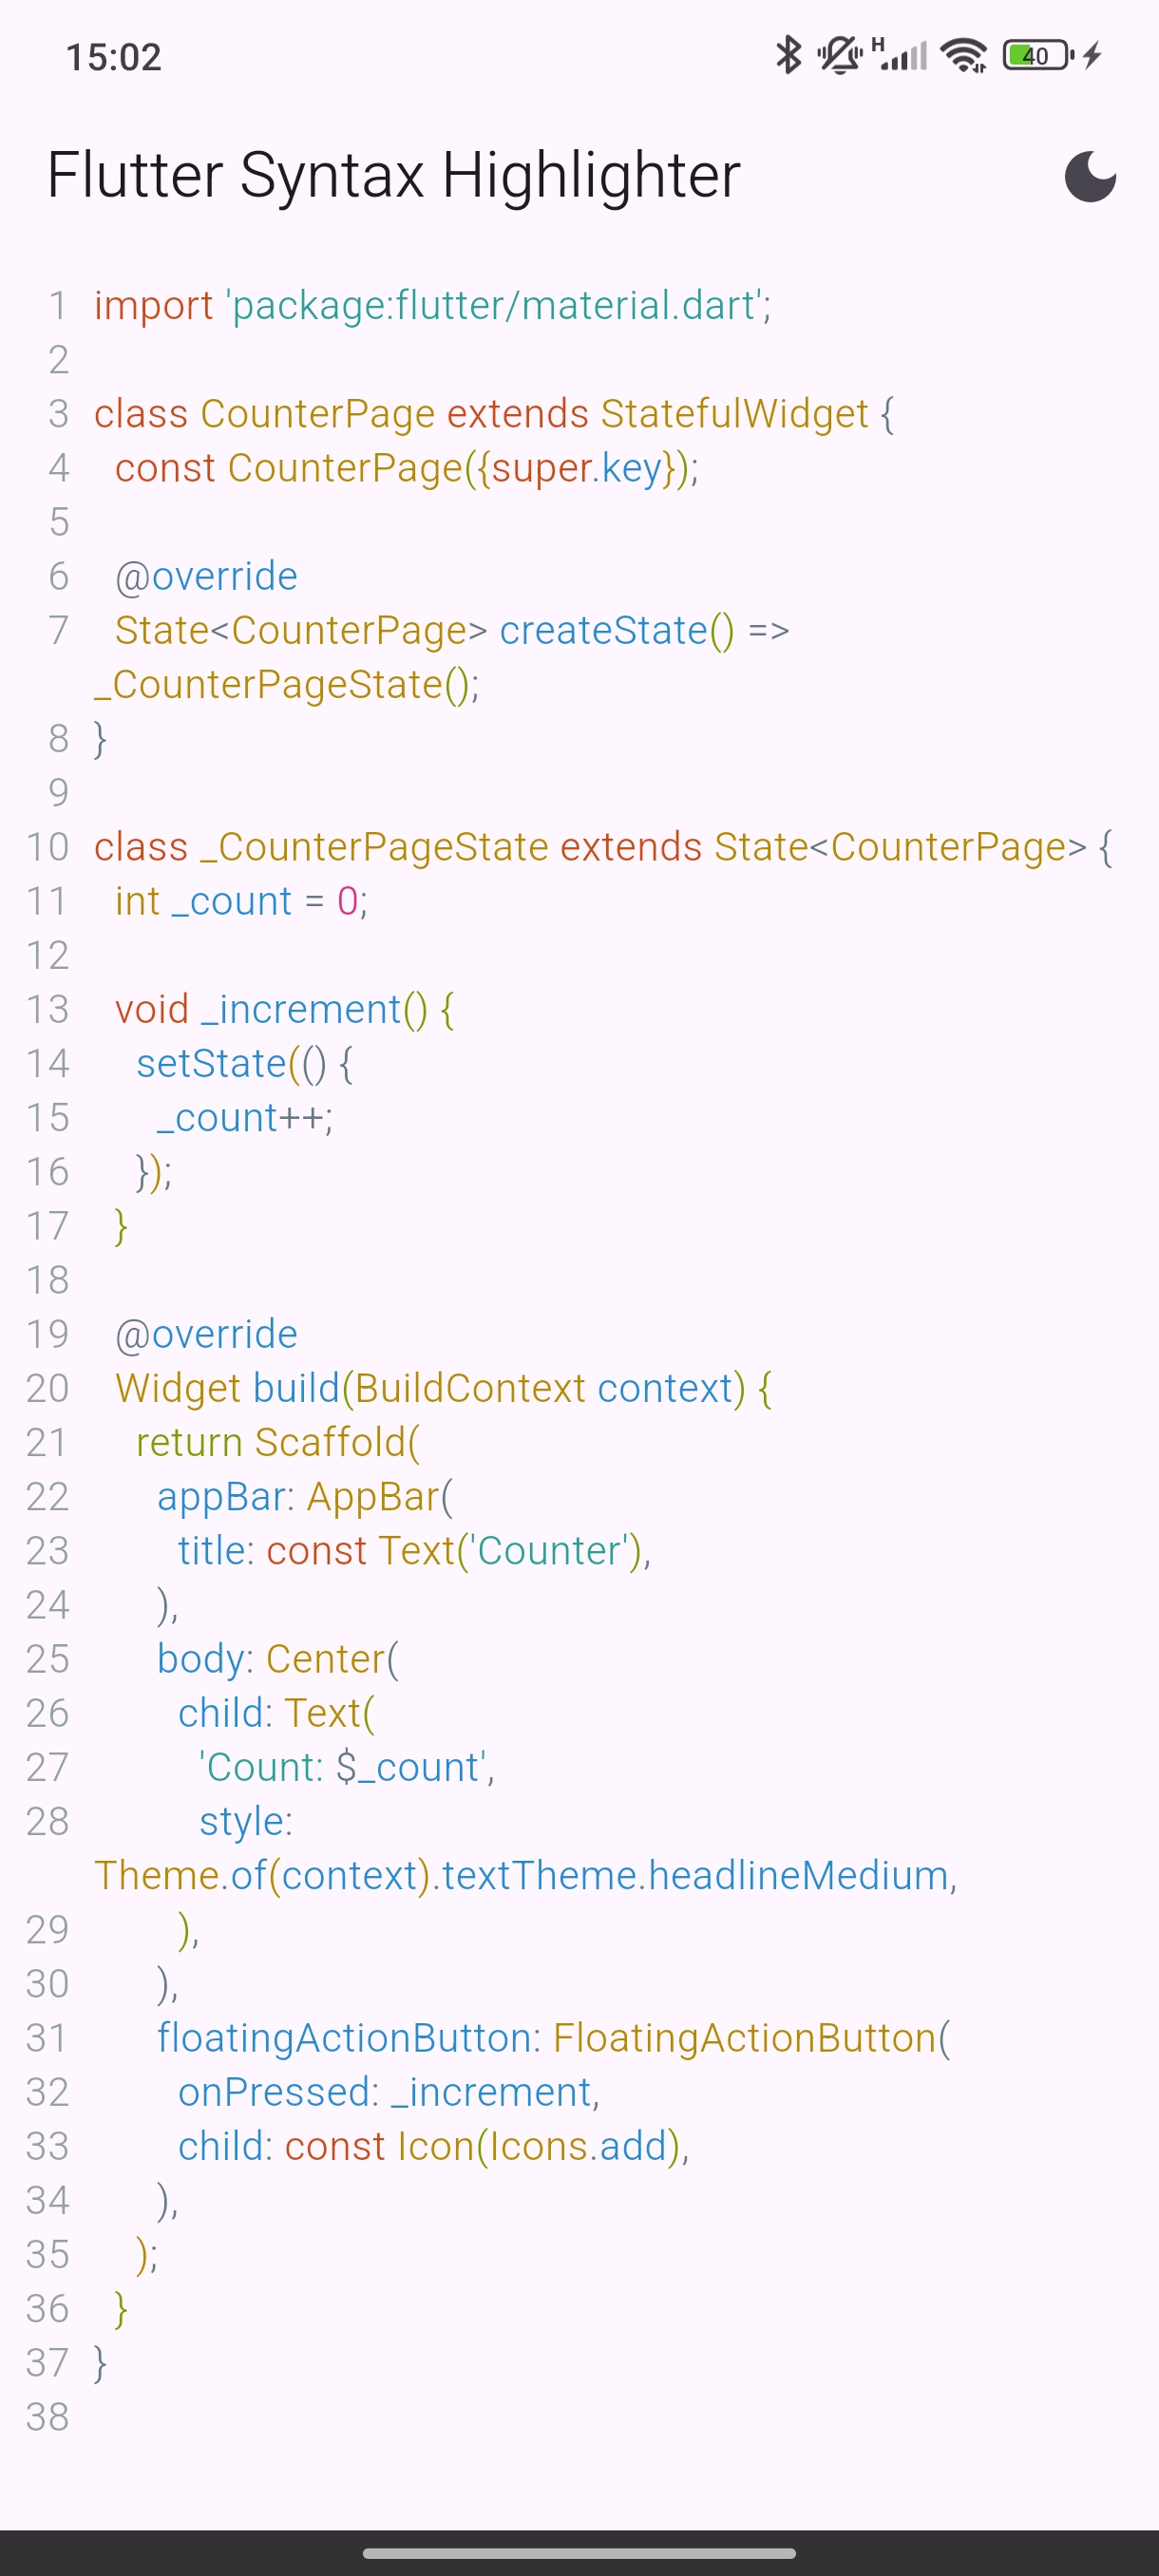 15:02
H
40
Flutter Syntax Highlighter
1 import 'package:flutter/material.dart';
2
3 class CounterPage extends StatefulWidget {
4   const CounterPage({super.key});
5
6   @override
7   State<CounterPage> createState() =>
_CounterPageState();
8 }
9
10 class _CounterPageState extends State<CounterPage> {
11   int _count = 0;
12
13   void _increment() {
14     setState(() {
15       _count++;
16     });
17   }
18
19   @override
20   Widget build(BuildContext context) {
21     return Scaffold(
22       appBar: AppBar(
23         title: const Text('Counter'),
24       ),
25       body: Center(
26         child: Text(
27           'Count: $_count',
28           style:
Theme.of(context).textTheme.headlineMedium,
29         ),
30       ),
31       floatingActionButton: FloatingActionButton(
32         onPressed: _increment,
33         child: const Icon(Icons.add),
34       ),
35     );
36   }
37 }
38